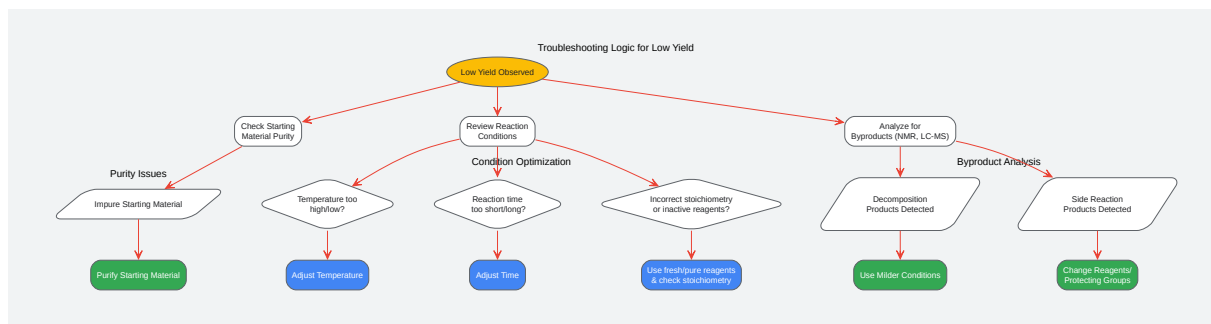 Troubleshooting Logic for Low Yield
Low Yield Observed
Check Starting
Material Purity
Review Reaction
Conditions
Analyze for
Byproducts (NMR, LC-MS)
Purity Issues
Condition Optimization
Byproduct Analysis
Impure Starting Material
Temperature too
high/low?
Reaction time
too short/long?
Incorrect stoichiometry
or inactive reagents?
Decomposition
Products Detected
Side Reaction
Products Detected
Purify Starting Material
Adjust Temperature
Adjust Time
Use fresh/pure reagents
& check stoichiometry
Use Milder Conditions
Change Reagents/
Protecting Groups